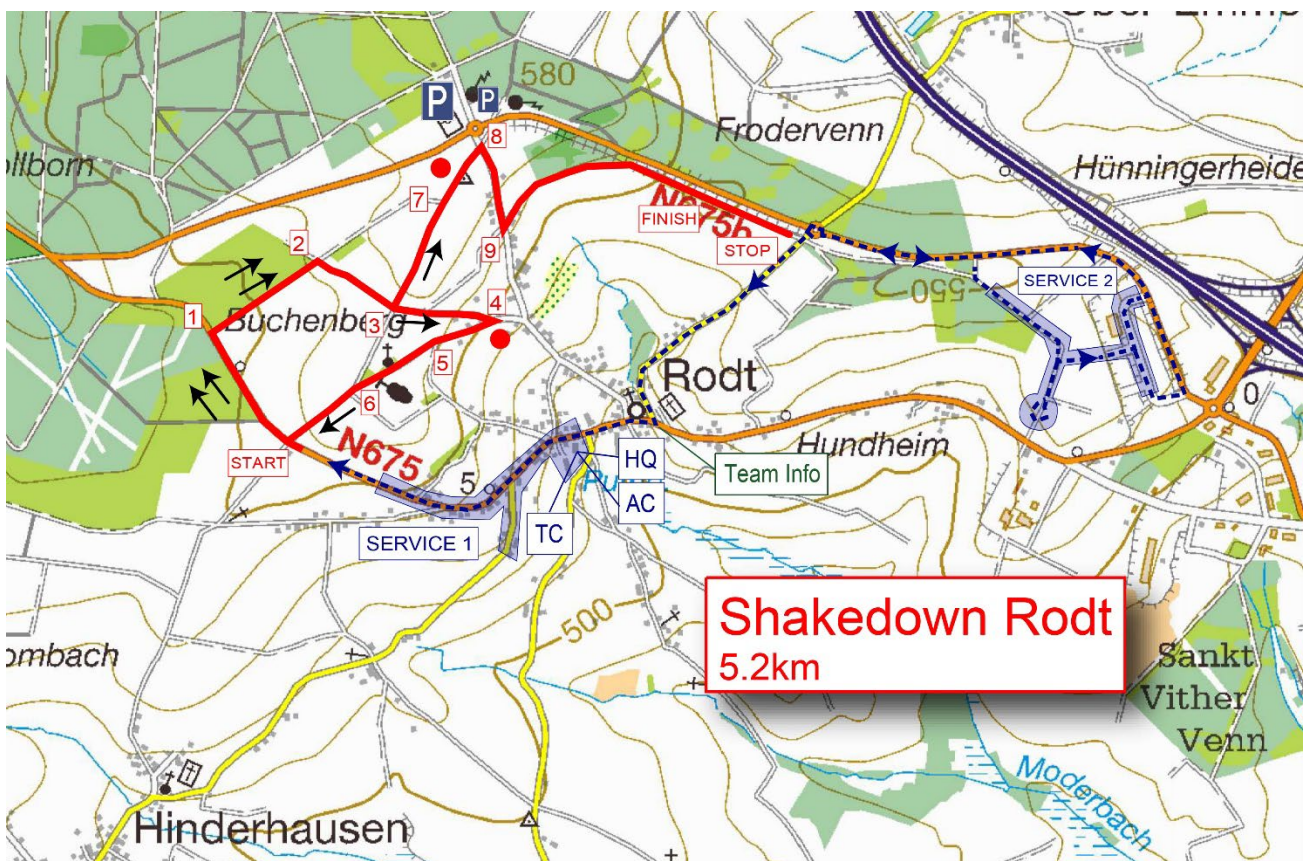 580
P
P
8
Frodervenn
Hünningerheide
7
N675b
FINISH
STOP
2
9
SERVICE 2
550
550
1
Buchenberg
3
4
5
6
Rodt
0
START
N675
5
HQ
AC
TC
Team Info
Hundheim
SERVICE 1
500
Shakedown Rodt
5.2km
Sankt
Vither
Venn
Moderbach
Hinderhausen